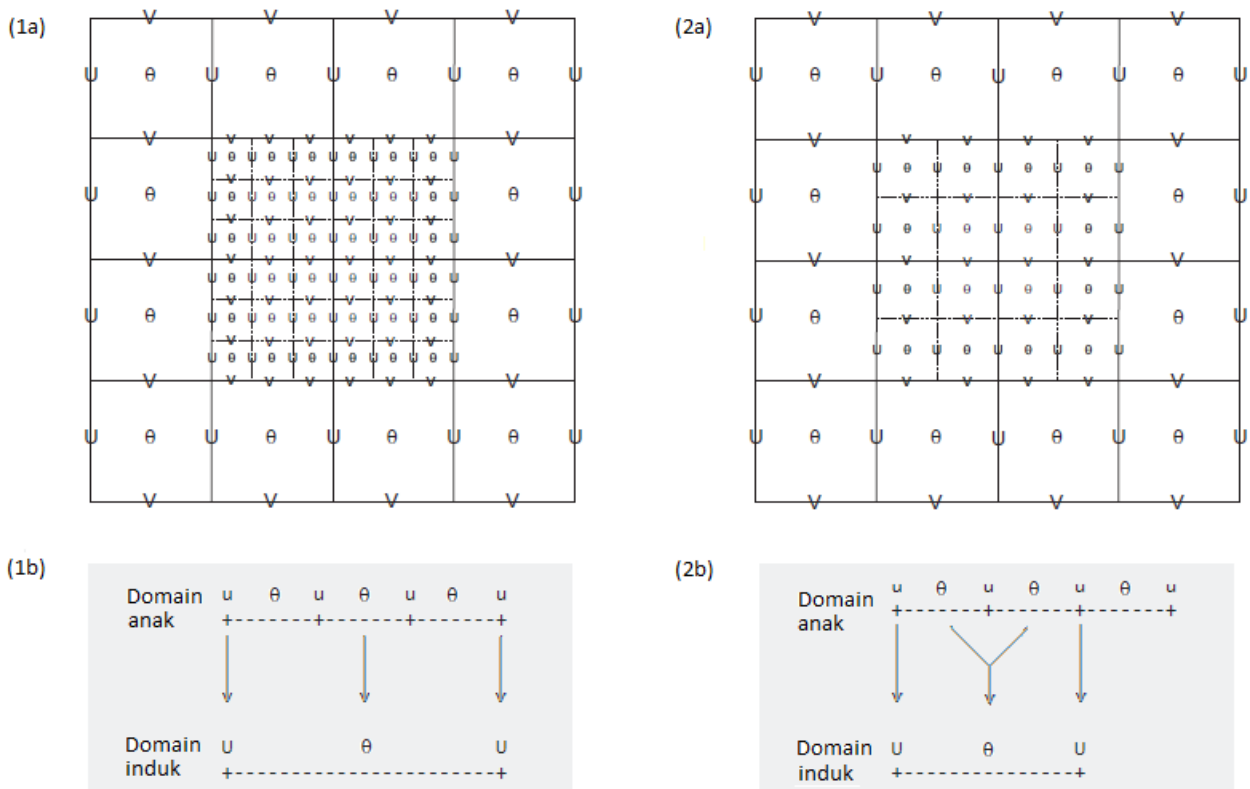 (1a)
V V V V
U θ U θ U θ U θ U
V v v v v v v V
u θ u θ u θ u θ u θ u θ u
v v v v v v
U θ u θ u θ u θ u θ u θ u θ u θ U
v v v v v v
u θ u θ u θ u θ u θ u θ u
V v v v v v v V
u θ u θ u θ u θ u θ u θ u
v v v v v v
U θ u θ u θ u θ u θ u θ u θ u θ U
v v v v v v
u θ u θ u θ u θ u θ u θ u
V v v v v v v V
U θ U θ U θ U θ U
V V V V
(2a)
V V V V
U θ U θ U θ U θ U
V v v v v V
u θ u θ u θ u θ u
U θ v v v v θ U
u θ u θ u θ u θ u
V v v v v V
u θ u θ u θ u θ u
U θ v v v v θ U
u θ u θ u θ u θ u
V v v v v V
U θ U θ U θ U θ U
V V V V
(1b)
Domain anak
u θ u θ u θ u
+-------+-------+-------+
Domain induk
U θ U
+-----------------------+
(2b)
Domain anak
u θ u θ u θ u
+-------+-------+-------+
Domain induk
U θ U
+---------------+